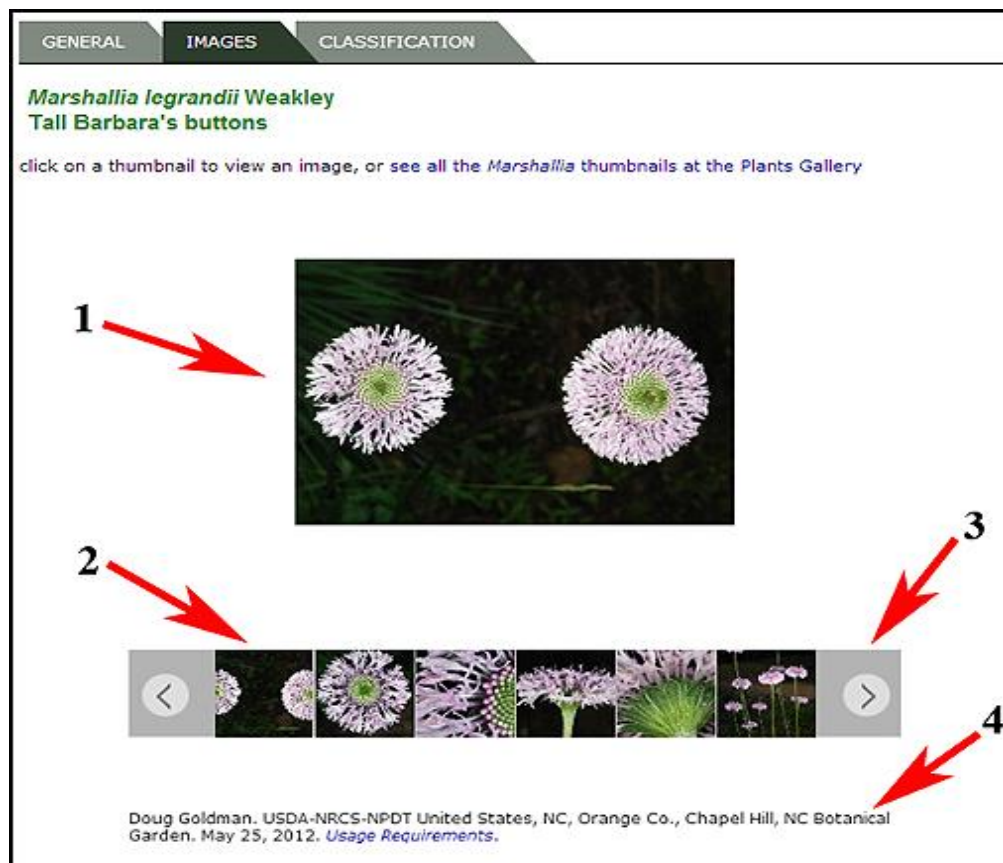 GENERAL IMAGES CLASSIFICATION
Marshallia legrandii Weakley
Tall Barbara's buttons
click on a thumbnail to view an image, or see all the Marshallia thumbnails at the Plants Gallery
1
2
3
4
Doug Goldman. USDA-NRCS-NPDT United States, NC, Orange Co., Chapel Hill, NC Botanical
Garden. May 25, 2012. Usage Requirements.